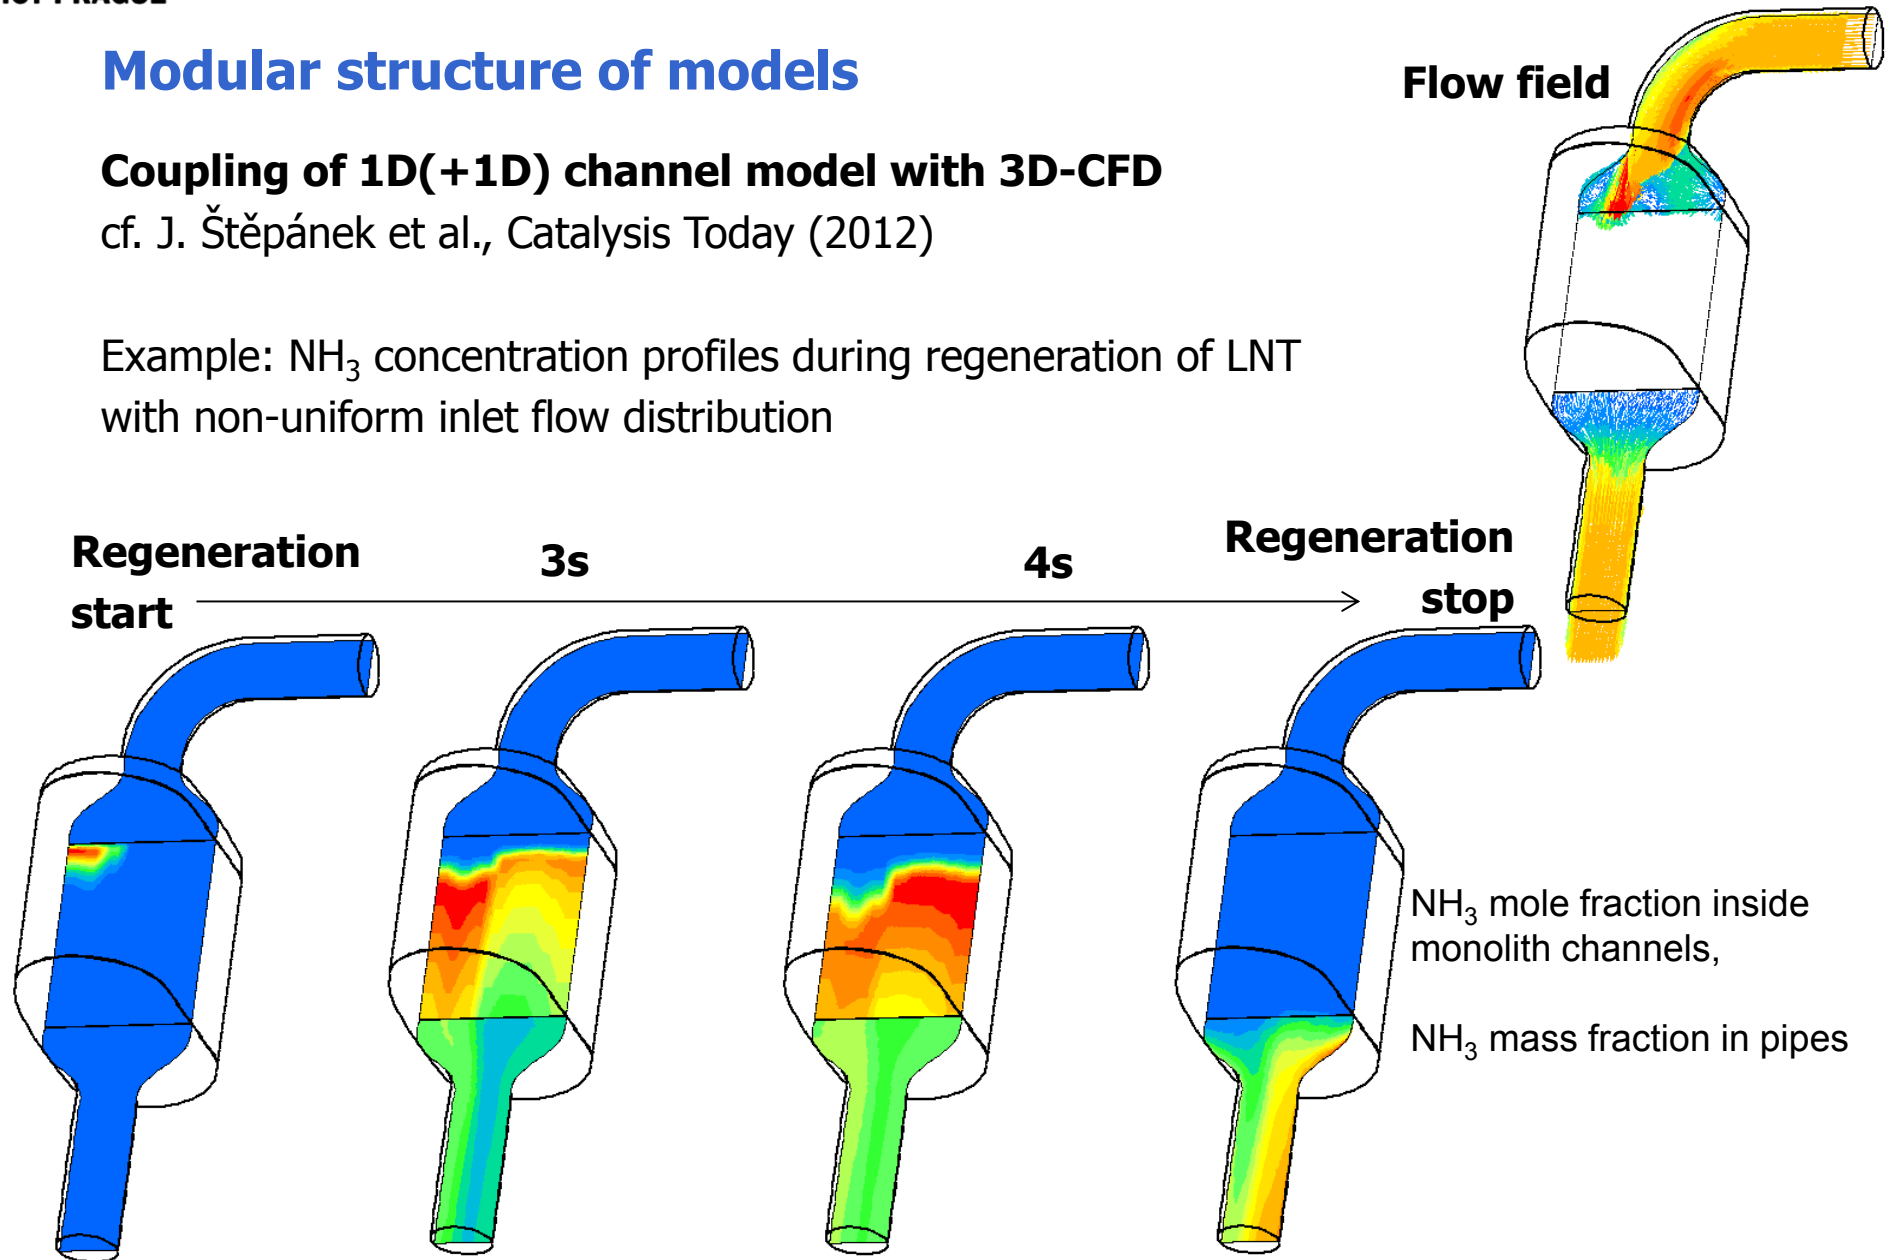 Modular structure of models
Flow field
Coupling of 1D(+1D) channel model with 3D-CFD
cf. J. Štěpánek et al., Catalysis Today (2012)
Example: NH₃ concentration profiles during regeneration of LNT
with non-uniform inlet flow distribution
Regeneration
start
3s
4s
Regeneration
stop
NH₃ mole fraction inside
monolith channels,
NH₃ mass fraction in pipes